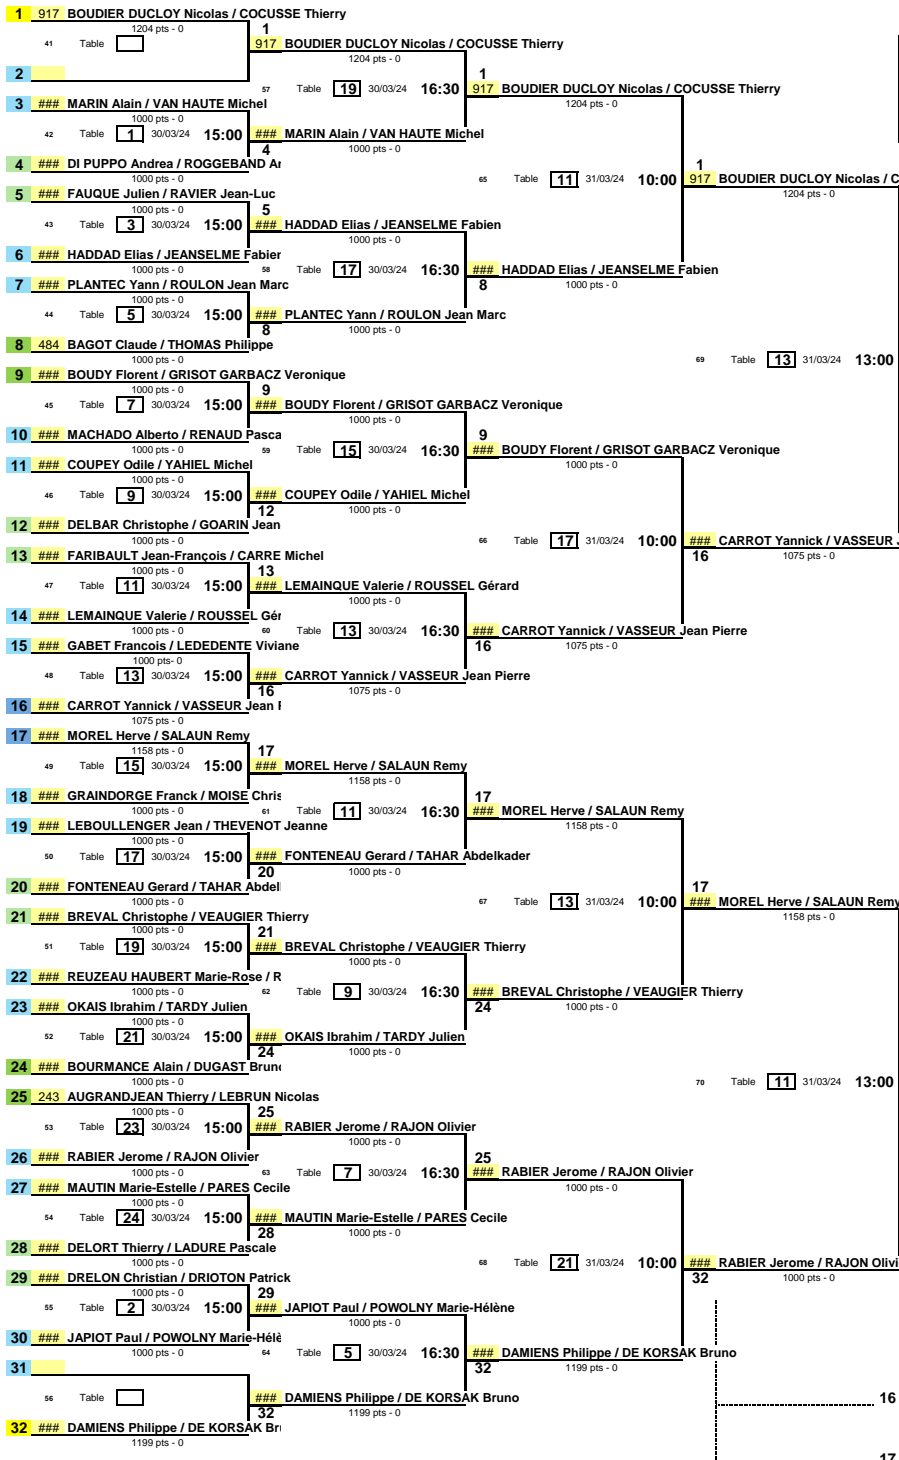 1 917 BOUDIER DUCLOY Nicolas / COCUSSE Thierry
1204 pts - 0 1
41 Table 917 BOUDIER DUCLOY Nicolas / COCUSSE Thierry
1204 pts - 0
2 1
57 Table 19 30/03/24 16:30 917 BOUDIER DUCLOY Nicolas / COCUSSE Thierry
3 ### MARIN Alain / VAN HAUTE Michel 1204 pts - 0
1000 pts - 0
42 Table 1 30/03/24 15:00 ### MARIN Alain / VAN HAUTE Michel
4 1000 pts - 0
4 ### DI PUPPO Andrea / ROGGEBAND Ar 1
1000 pts - 0 65 Table 11 31/03/24 10:00 917 BOUDIER DUCLOY Nicolas / C
5 ### FAUQUE Julien / RAVIER Jean-Luc 1204 pts - 0
1000 pts - 0 5
43 Table 3 30/03/24 15:00 ### HADDAD Elias / JEANSELME Fabien
1000 pts - 0
6 ### HADDAD Elias / JEANSELME Fabien
1000 pts - 0 58 Table 17 30/03/24 16:30 ### HADDAD Elias / JEANSELME Fabien
7 ### PLANTEC Yann / ROULON Jean Marc 8 1000 pts - 0
1000 pts - 0
44 Table 5 30/03/24 15:00 ### PLANTEC Yann / ROULON Jean Marc
8 1000 pts - 0
8 484 BAGOT Claude / THOMAS Philippe
1000 pts - 0 69 Table 13 31/03/24 13:00
9 ### BOUDY Florent / GRISOT GARBACZ Veronique
1000 pts - 0 9
45 Table 7 30/03/24 15:00 ### BOUDY Florent / GRISOT GARBACZ Veronique
1000 pts - 0
10 ### MACHADO Alberto / RENAUD Pasca 9
1000 pts - 0 59 Table 15 30/03/24 16:30 ### BOUDY Florent / GRISOT GARBACZ Veronique
11 ### COUPEY Odile / YAHIEL Michel 1000 pts - 0
1000 pts - 0
46 Table 9 30/03/24 15:00 ### COUPEY Odile / YAHIEL Michel
12 1000 pts - 0
12 ### DELBAR Christophe / GOARIN Jean
1000 pts - 0 66 Table 17 31/03/24 10:00 ### CARROT Yannick / VASSEUR J
13 ### FARIBAULT Jean-François / CARRE Michel 16 1075 pts - 0
1000 pts - 0 13
47 Table 11 30/03/24 15:00 ### LEMAINQUE Valerie / ROUSSEL Gérard
1000 pts - 0
14 ### LEMAINQUE Valerie / ROUSSEL Gér
1000 pts - 0 60 Table 13 30/03/24 16:30 ### CARROT Yannick / VASSEUR Jean Pierre
15 ### GABET Francois / LEDEDENTE Viviane 16 1075 pts - 0
1000 pts- 0
48 Table 13 30/03/24 15:00 ### CARROT Yannick / VASSEUR Jean Pierre
16 1075 pts - 0
16 ### CARROT Yannick / VASSEUR Jean P
1075 pts - 0
17 ### MOREL Herve / SALAUN Remy
1158 pts - 0 17
49 Table 15 30/03/24 15:00 ### MOREL Herve / SALAUN Remy
1158 pts - 0
18 ### GRAINDORGE Franck / MOISE Chris 17
1000 pts - 0 61 Table 11 30/03/24 16:30 ### MOREL Herve / SALAUN Remy
19 ### LEBOULLENGER Jean / THEVENOT Jeanne 1158 pts - 0
1000 pts - 0
50 Table 17 30/03/24 15:00 ### FONTENEAU Gerard / TAHAR Abdelkader
20 1000 pts - 0
20 ### FONTENEAU Gerard / TAHAR Abdel 17
1000 pts - 0 67 Table 13 31/03/24 10:00 ### MOREL Herve / SALAUN Remy
21 ### BREVAL Christophe / VEAUGIER Thierry 1158 pts - 0
1000 pts - 0 21
51 Table 19 30/03/24 15:00 ### BREVAL Christophe / VEAUGIER Thierry
1000 pts - 0
22 ### REUZEAU HAUBERT Marie-Rose / R
1000 pts - 0 62 Table 9 30/03/24 16:30 ### BREVAL Christophe / VEAUGIER Thierry
23 ### OKAIS Ibrahim / TARDY Julien 24 1000 pts - 0
1000 pts - 0
52 Table 21 30/03/24 15:00 ### OKAIS Ibrahim / TARDY Julien
24 1000 pts - 0
24 ### BOURMANCE Alain / DUGAST Bruno
1000 pts - 0 70 Table 11 31/03/24 13:00
25 243 AUGRANDJEAN Thierry / LEBRUN Nicolas
1000 pts - 0 25
53 Table 23 30/03/24 15:00 ### RABIER Jerome / RAJON Olivier
1000 pts - 0
26 ### RABIER Jerome / RAJON Olivier 25
1000 pts - 0 63 Table 7 30/03/24 16:30 ### RABIER Jerome / RAJON Olivier
27 ### MAUTIN Marie-Estelle / PARES Cecile 1000 pts - 0
1000 pts - 0
54 Table 24 30/03/24 15:00 ### MAUTIN Marie-Estelle / PARES Cecile
28 1000 pts - 0
28 ### DELORT Thierry / LADURE Pascale
1000 pts - 0 68 Table 21 31/03/24 10:00 ### RABIER Jerome / RAJON Olivi
29 ### DRELON Christian / DRIOTON Patrick 32 1000 pts - 0
1000 pts - 0 29
55 Table 2 30/03/24 15:00 ### JAPIOT Paul / POWOLNY Marie-Hélène
1000 pts - 0
30 ### JAPIOT Paul / POWOLNY Marie-Hélè
1000 pts - 0 64 Table 5 30/03/24 16:30 ### DAMIENS Philippe / DE KORSAK Bruno
31 32 1199 pts - 0
56 Table ### DAMIENS Philippe / DE KORSAK Bruno 16
32 1199 pts - 0
32 ### DAMIENS Philippe / DE KORSAK Bru
1199 pts - 0
17